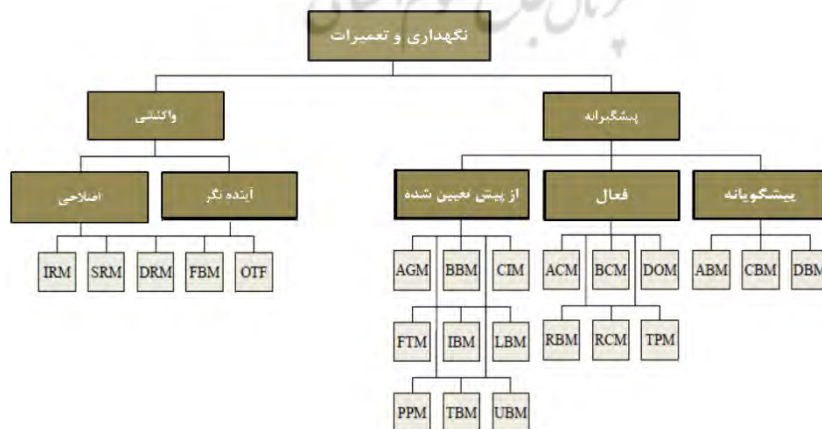 نگهداری و تعمیرات
واکنشی
پیشگیرانه
اصلاحی
آینده نگر
از پیش تعیین شده
فعال
پیشگویانه
IRM SRM DRM FBM OTF
AGM BBM CIM
ACM BCM DOM
ABM CBM DBM
FTM IBM LBM
RBM RCM TPM
PPM TBM UBM